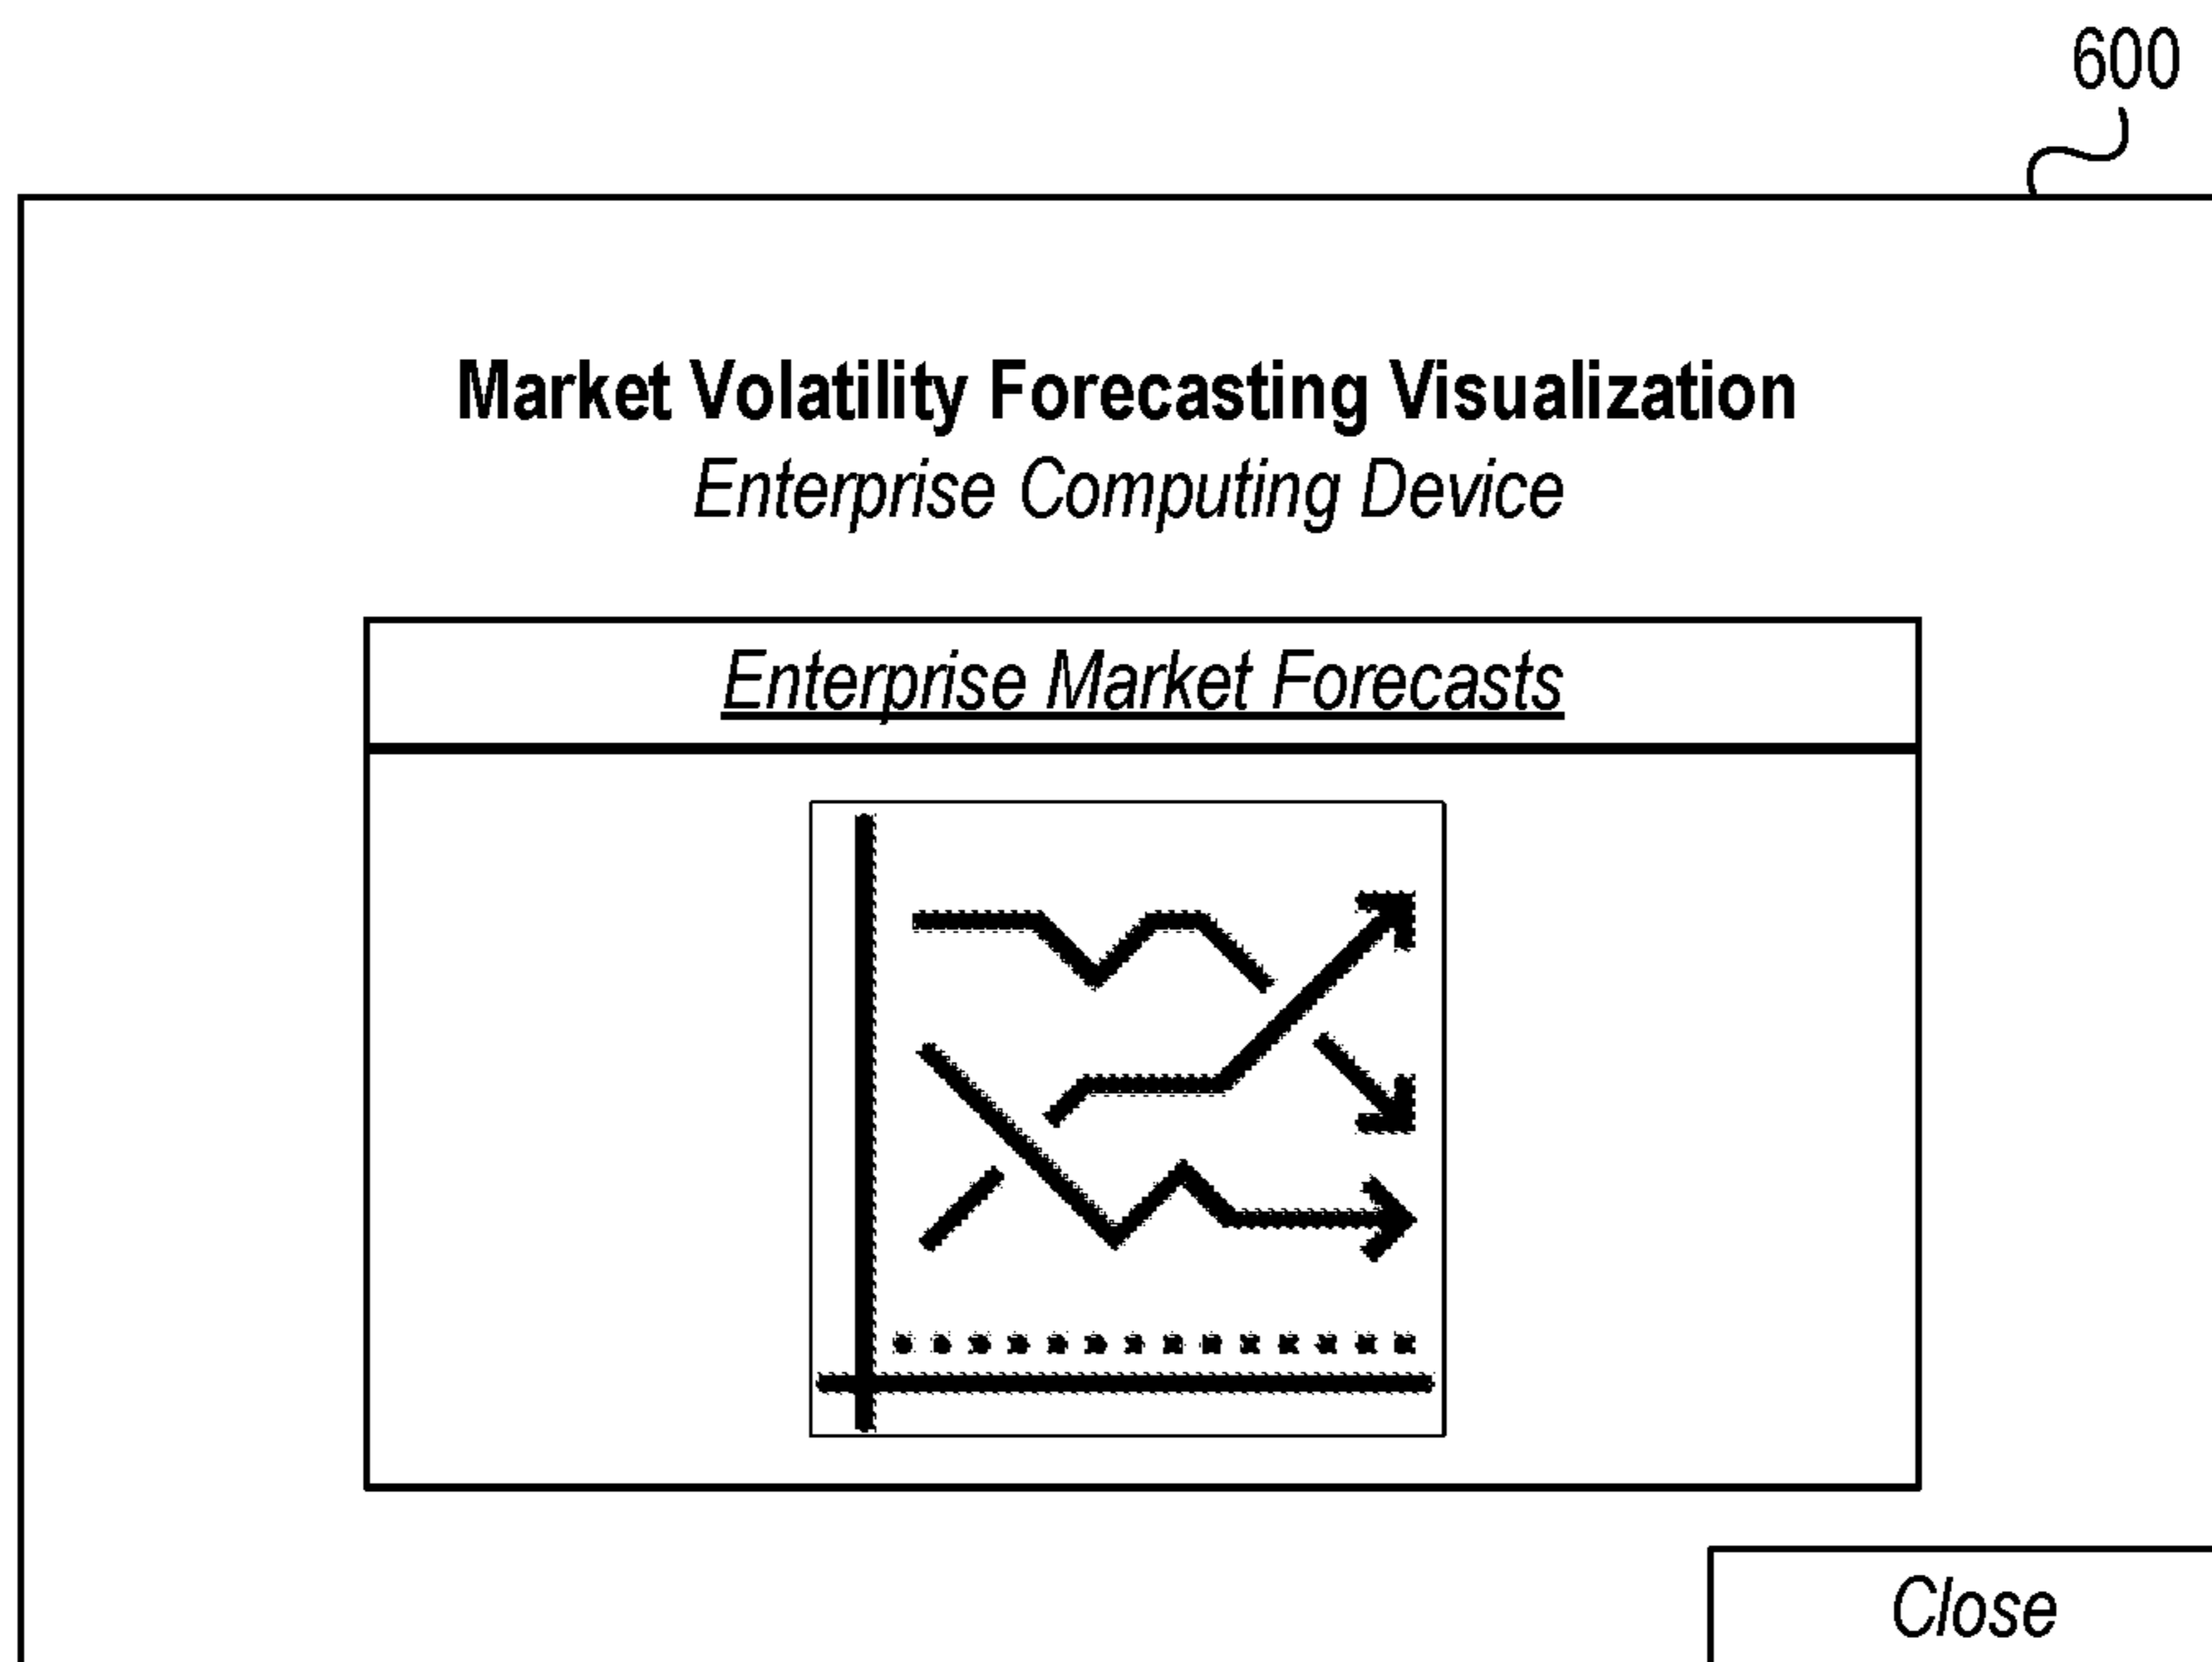 600
Market Volatility Forecasting Visualization
Enterprise Computing Device
Enterprise Market Forecasts
Close